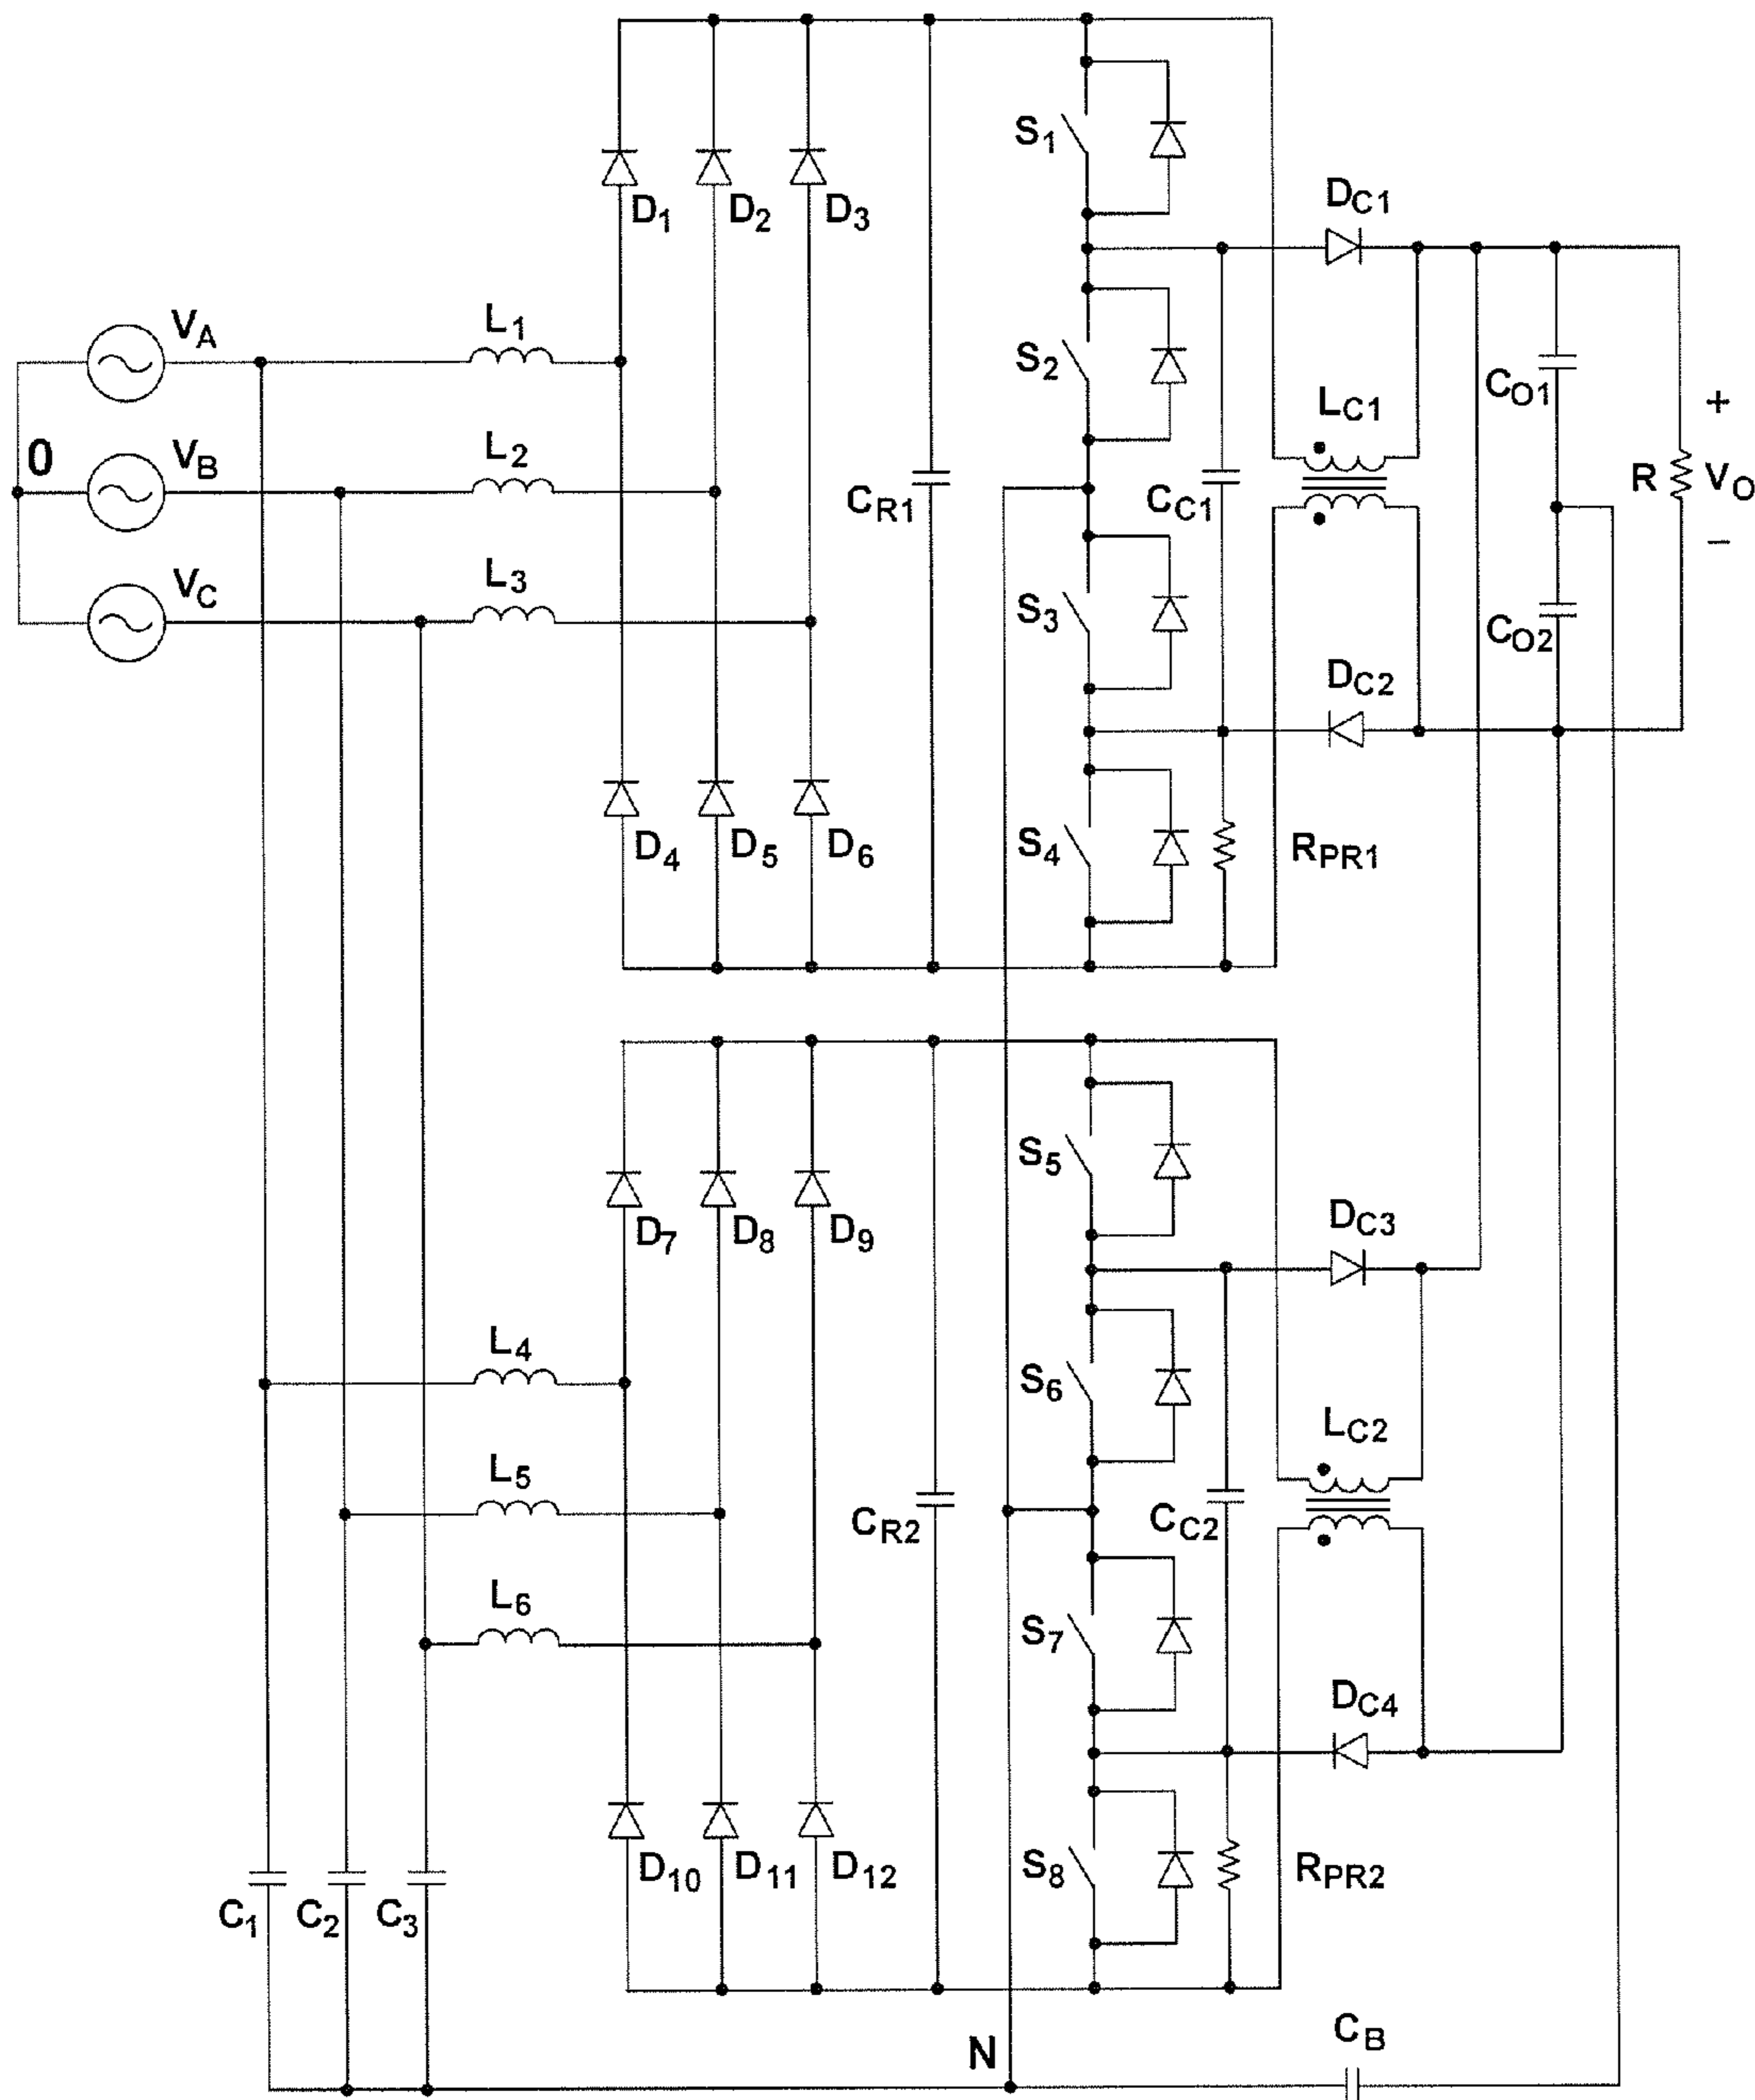 S1
D1
D2
D3
DC1
VA
L1
S2
LC1
CO1
+
0
VB
L2
CR1
CC1
R
VO
−
VC
L3
S3
CO2
DC2
D4
D5
D6
S4
RPR1
S5
D7
D8
D9
DC3
L4
S6
LC2
L5
CR2
CC2
L6
S7
DC4
D10
D11
D12
S8
RPR2
C1
C2
C3
N
CB